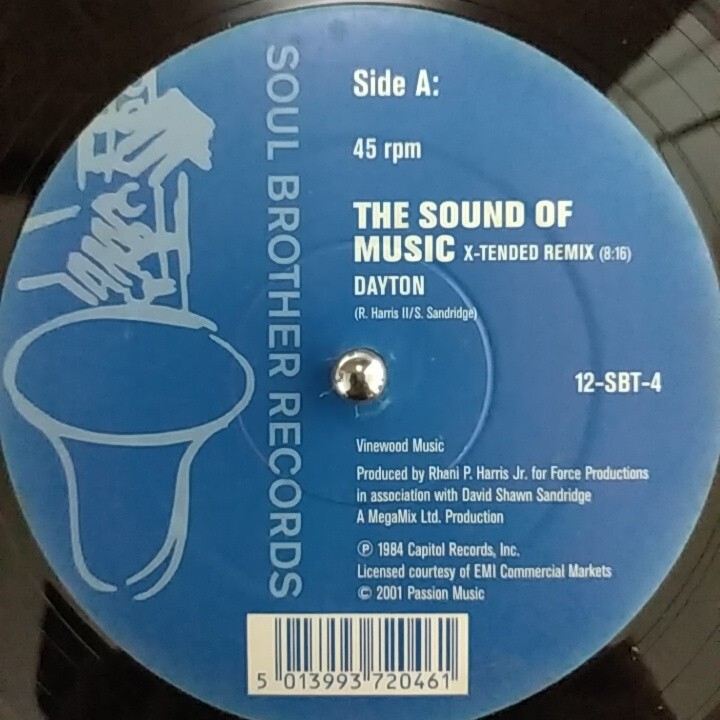 SOUL BROTHER RECORDS
Side A:
45 rpm
THE SOUND OF
MUSIC X-TENDED REMIX (8:16)
DAYTON
(R. Harris II/S. Sandridge)
12-SBT-4
Vinewood Music
Produced by Rhani P. Harris Jr. for Force Productions
in association with David Shawn Sandridge
A MegaMix Ltd. Production
℗ 1984 Capitol Records, Inc.
Licensed courtesy of EMI Commercial Markets
© 2001 Passion Music
5 013993 720461